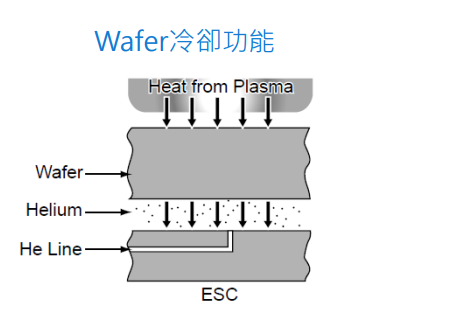 Wafer冷卻功能
Heat from Plasma
Wafer
Helium
He Line
ESC